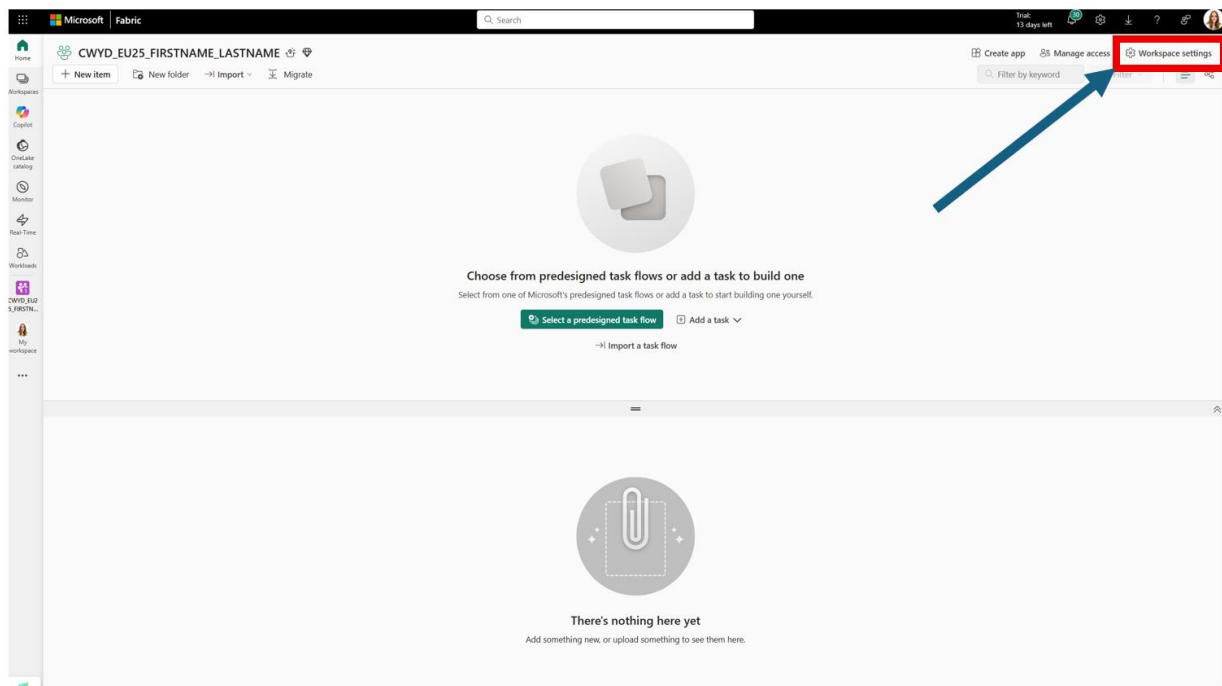 Microsoft Fabric
Search
Trial:
13 days left
30
?
Home
Workspaces
Copilot
OneLake
catalog
Monitor
Real-Time
Workloads
CWYD_EU2
5_FIRSTN...
My
workspace
...
CWYD_EU25_FIRSTNAME_LASTNAME
Create app
Manage access
Workspace settings
+ New item
New folder
Import
Migrate
Filter by keyword
Filter
Choose from predesigned task flows or add a task to build one
Select from one of Microsoft's predesigned task flows or add a task to start building one yourself.
Select a predesigned task flow
Add a task
Import a task flow
There's nothing here yet
Add something new, or upload something to see them here.